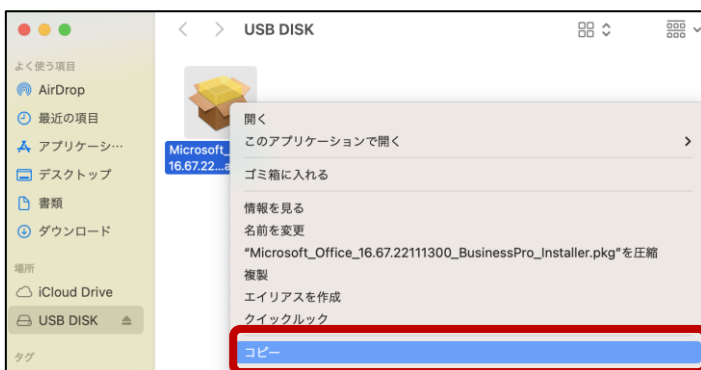 USB DISK
よく使う項目
AirDrop
最近の項目
アプリケーシ…
デスクトップ
書類
ダウンロード
場所
iCloud Drive
USB DISK
タグ
Microsoft_
16.67.22...a
開く
このアプリケーションで開く
ゴミ箱に入れる
情報を見る
名前を変更
“Microsoft_Office_16.67.22111300_BusinessPro_Installer.pkg”を圧縮
複製
エイリアスを作成
クイックルック
コピー